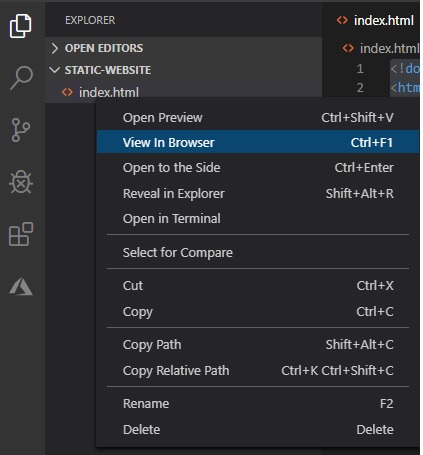 EXPLORER
index.html
OPEN EDITORS
index.html
STATIC-WEBSITE
1 <!do
index.html
2 <htm
Open Preview Ctrl+Shift+V
View In Browser Ctrl+F1
Open to the Side Ctrl+Enter
Reveal in Explorer Shift+Alt+R
Open in Terminal
Select for Compare
Cut Ctrl+X
Copy Ctrl+C
Copy Path Shift+Alt+C
Copy Relative Path Ctrl+K Ctrl+Shift+C
Rename F2
Delete Delete